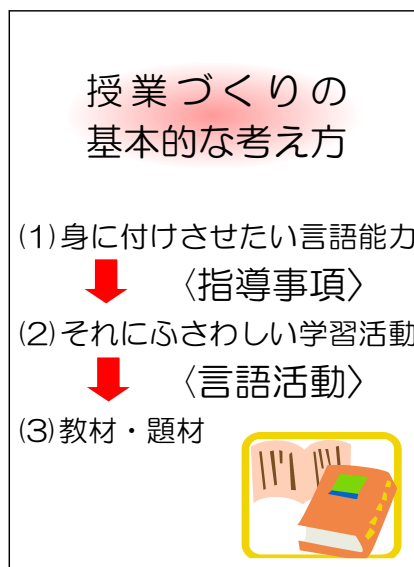 授業づくりの
基本的な考え方
(1)身に付けさせたい言語能力
〈指導事項〉
(2)それにふさわしい学習活動
〈言語活動〉
(3)教材・題材